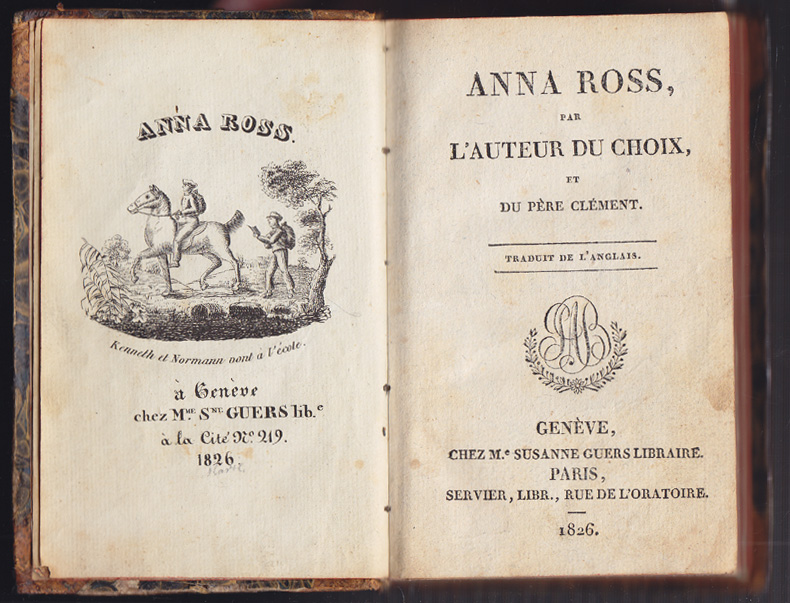 ANNA ROSS.
Kenneth et Normann vont à l'école.
à Genève
chez M.ME S.NE GUERS lib.e
à la Cité No. 219.
1826
ANNA ROSS,
PAR
L'AUTEUR DU CHOIX,
ET
DU PÈRE CLÉMENT.
TRADUIT DE L'ANGLAIS.
GENÈVE,
CHEZ M.e SUSANNE GUERS LIBRAIRE.
PARIS,
SERVIER, LIBR., RUE DE L'ORATOIRE.
1826.